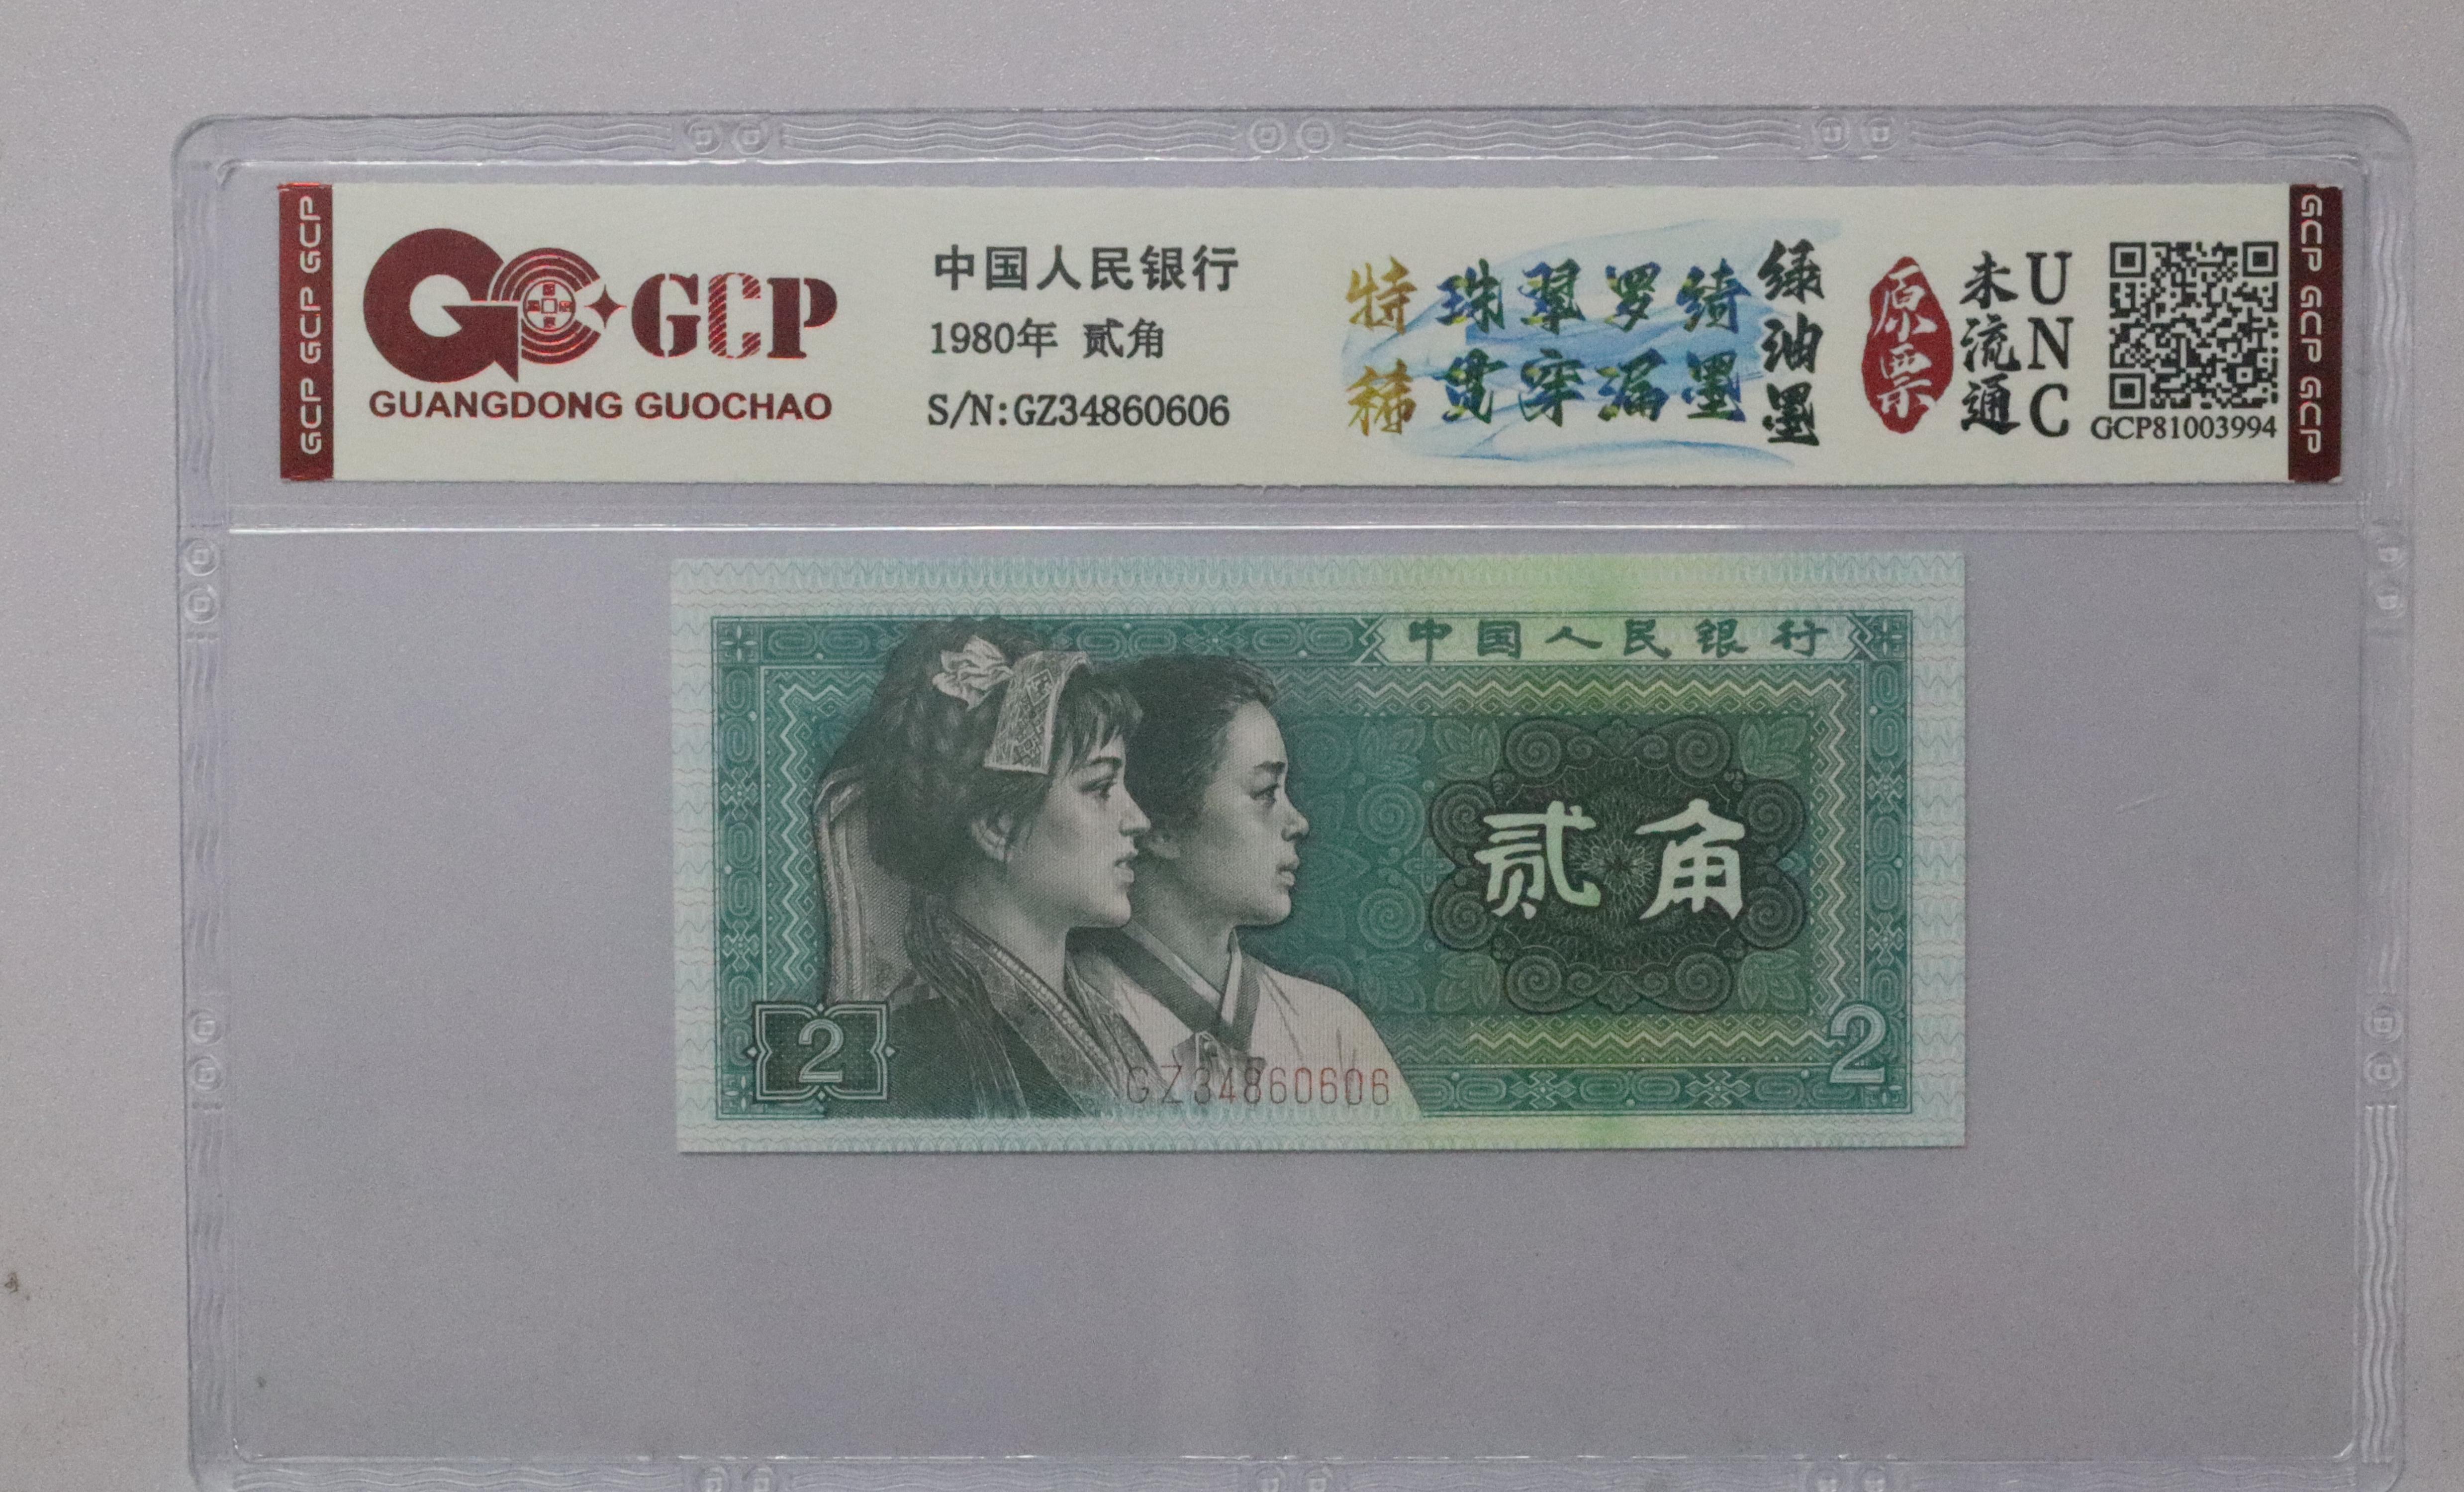 GCP GCP GCP
GCP
GUANGDONG GUOCHAO
中国人民银行
1980年 贰角
S/N:GZ34860606
特稀
珠翠罗绮
贯穿漏墨
绿油墨
原票
未流通
UNC
GCP81003994
GCP GCP GCP
中国人民银行
贰角
2
2
GZ34860606